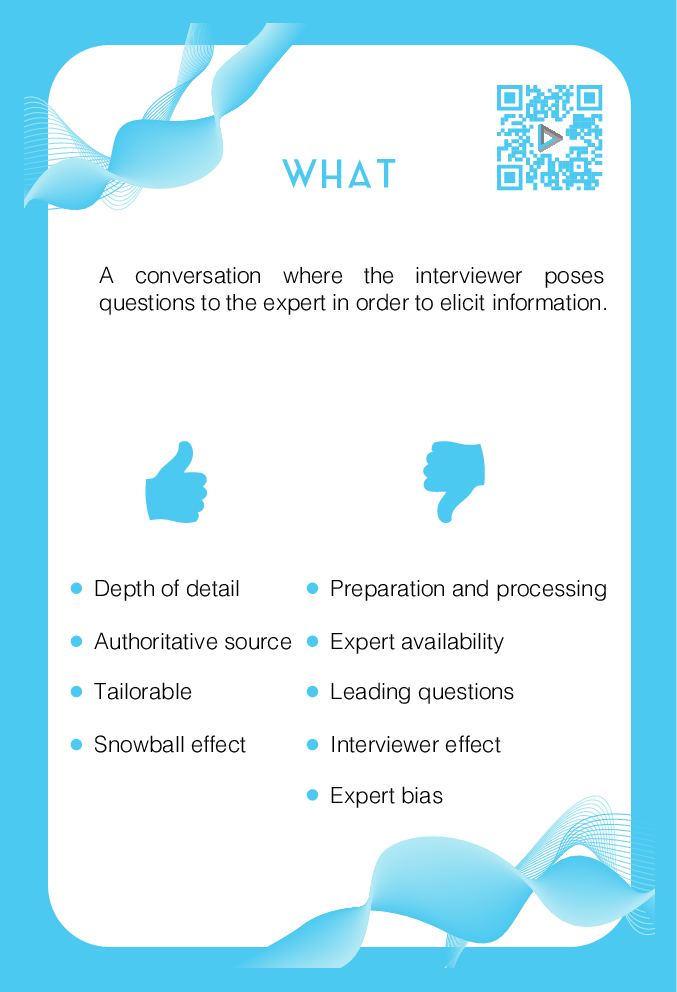 WHAT
A conversation where the interviewer poses
questions to the expert in order to elicit information.
Depth of detail
Authoritative source
Tailorable
Snowball effect
Preparation and processing
Expert availability
Leading questions
Interviewer effect
Expert bias